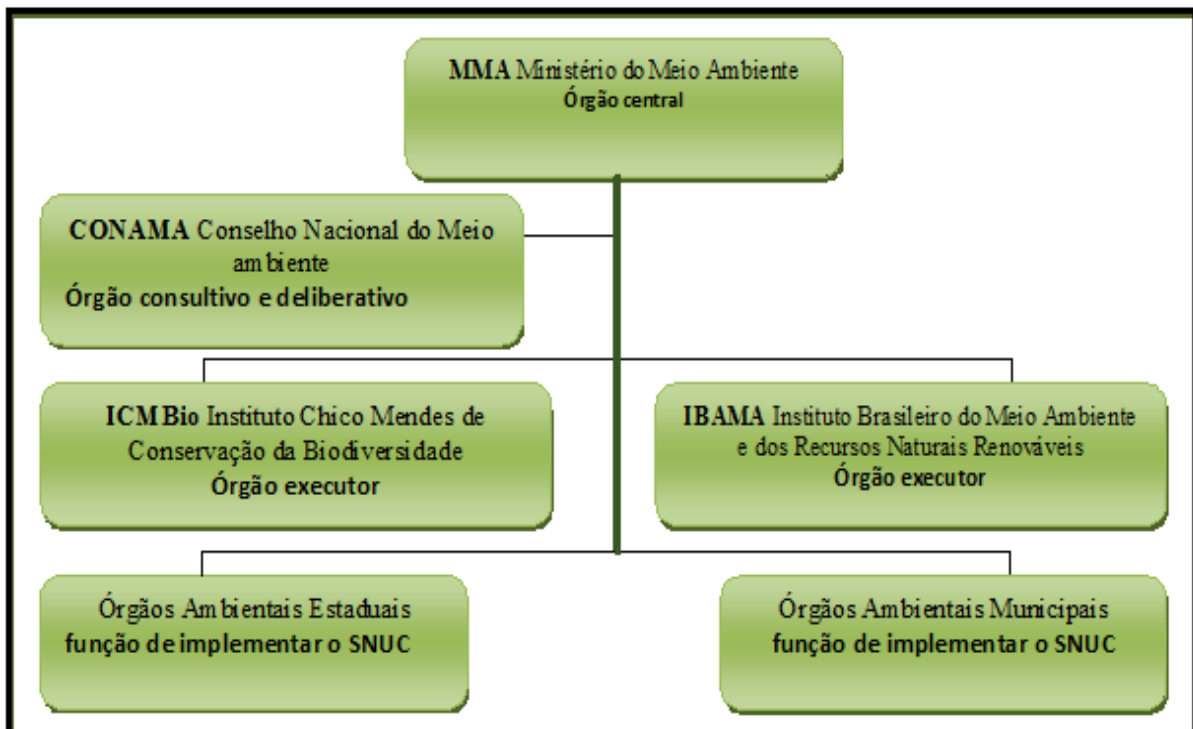 MMA Ministério do Meio Ambiente
Órgão central
CONAMA Conselho Nacional do Meio
ambiente
Órgão consultivo e deliberativo
ICMBio Instituto Chico Mendes de
Conservação da Biodiversidade
Órgão executor
IBAMA Instituto Brasileiro do Meio Ambiente
e dos Recursos Naturais Renováveis
Órgão executor
Órgãos Ambientais Estaduais
função de implementar o SNUC
Órgãos Ambientais Municipais
função de implementar o SNUC